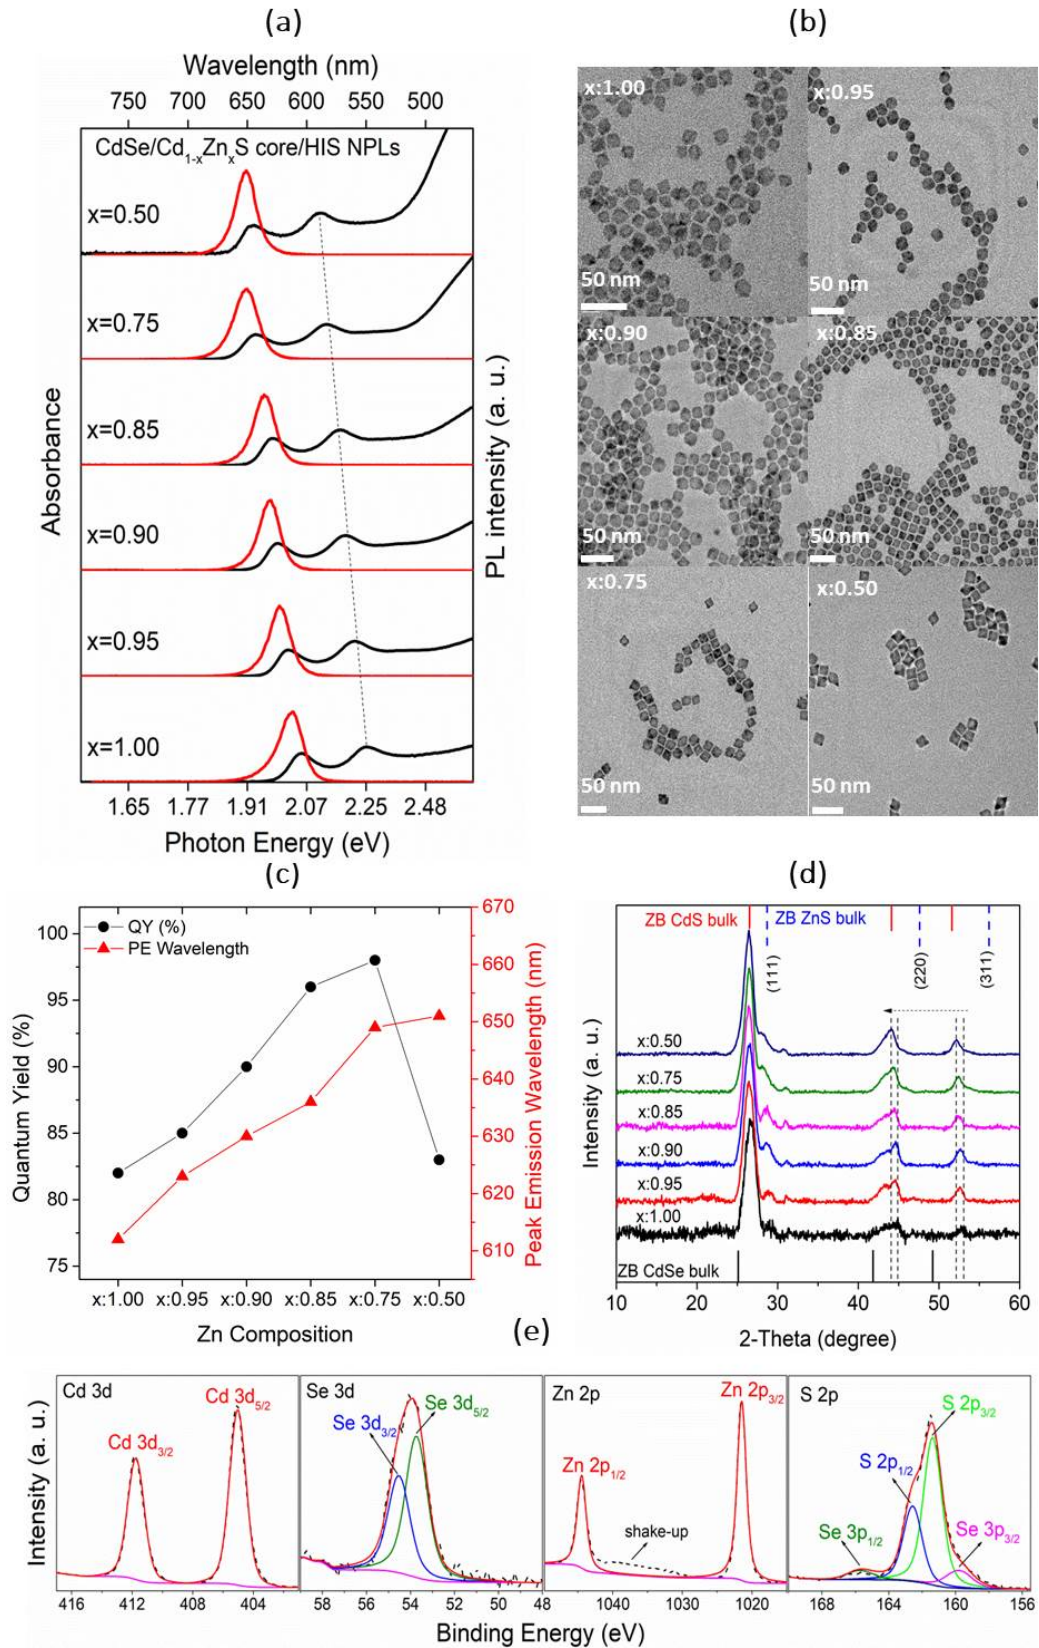 (a)
Wavelength (nm)
750 700 650 600 550 500
CdSe/Cd1-xZnxS core/HIS NPLs
x=0.50
x=0.75
x=0.85
x=0.90
x=0.95
x=1.00
Absorbance
PL intensity (a. u.)
1.65 1.77 1.91 2.07 2.25 2.48
Photon Energy (eV)
(b)
x:1.00
50 nm
x:0.95
50 nm
x:0.90
50 nm
x:0.85
50 nm
x:0.75
50 nm
x:0.50
50 nm
(c)
QY (%)
PE Wavelength
Quantum Yield (%)
100
95
90
85
80
75
Peak Emission Wavelength (nm)
670
660
650
640
630
620
610
x:1.00 x:0.95 x:0.90 x:0.85 x:0.75 x:0.50
Zn Composition
(d)
ZB CdS bulk
ZB ZnS bulk
(111)
(220)
(311)
x:0.50
x:0.75
x:0.85
x:0.90
x:0.95
x:1.00
ZB CdSe bulk
Intensity (a. u.)
10 20 30 40 50 60
2-Theta (degree)
(e)
Intensity (a. u.)
Cd 3d
Cd 3d5/2
Cd 3d3/2
416 412 408 404
Se 3d
Se 3d5/2
Se 3d3/2
58 56 54 52 50 48
Zn 2p
Zn 2p3/2
Zn 2p1/2
shake-up
1040 1030 1020
S 2p
S 2p3/2
S 2p1/2
Se 3p1/2
Se 3p3/2
168 164 160 156
Binding Energy (eV)